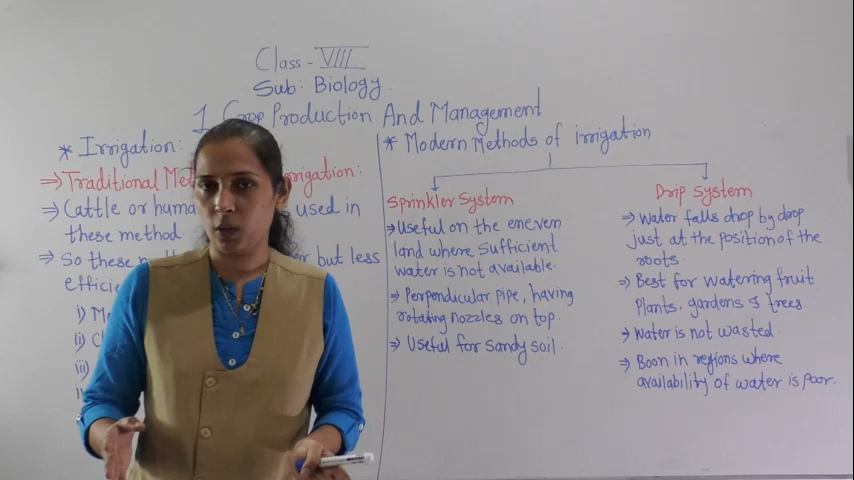 Class - VIII
Sub: Biology
1. Crop Production And Management
* Irrigation:
⇒ Traditional Met rrigation:
⇒ Cattle or huma used in
these method
⇒ So these m r but less
efficie
i) M
ii) C
iii)
* Modern Methods of irrigation
Sprinkler System
⇒ Useful on the eneven
land where sufficient
water is not available.
⇒ Perpondicular pipe, having
rotating nozzles on top.
⇒ Useful for sandy soil.
Drip System
⇒ Water falls drop by drop
just at the position of the
roots.
⇒ Best for waterring fruit
plants, gardens & trees.
⇒ Water is not wasted.
⇒ Boon in regions where
availability of water is poor.